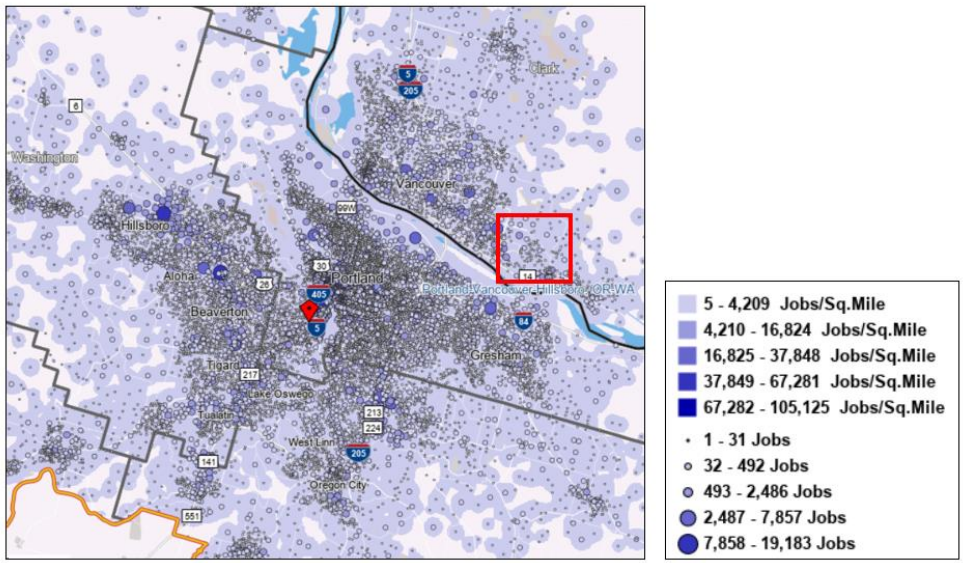 5
205
Clark
6
Washington
Vancouver
99W
Hillsboro
14
30
Portland
Aloha
26
Portland-Vancouver-Hillsboro, OR-WA
405
Beaverton
5
84
Gresham
Tigard
217
Lake Oswego
Tualatin
213
224
West Linn
205
141
Oregon City
551
5 - 4,209 Jobs/Sq.Mile
4,210 - 16,824 Jobs/Sq.Mile
16,825 - 37,848 Jobs/Sq.Mile
37,849 - 67,281 Jobs/Sq.Mile
67,282 - 105,125 Jobs/Sq.Mile
1 - 31 Jobs
32 - 492 Jobs
493 - 2,486 Jobs
2,487 - 7,857 Jobs
7,858 - 19,183 Jobs